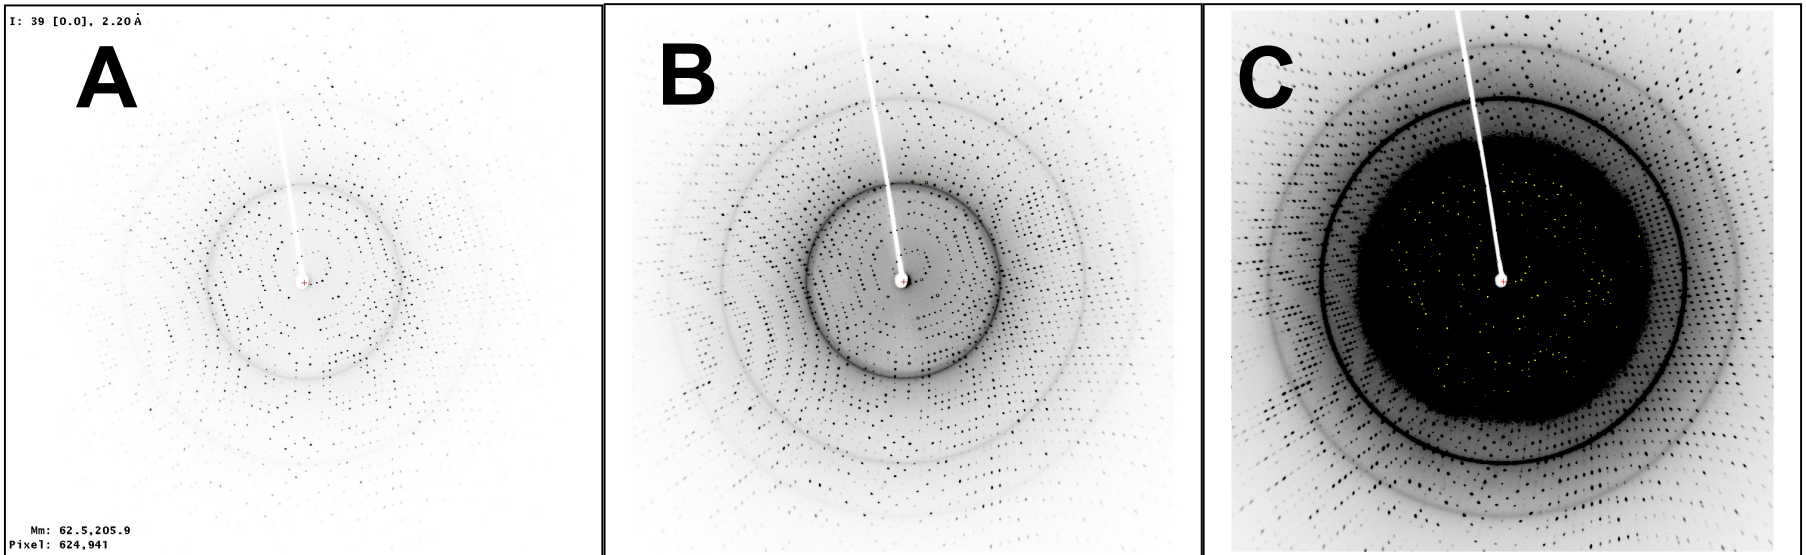 I: 39 [0.0], 2.20 Å
A
B
C
Mm: 62.5,205.9
Pixel: 624,941